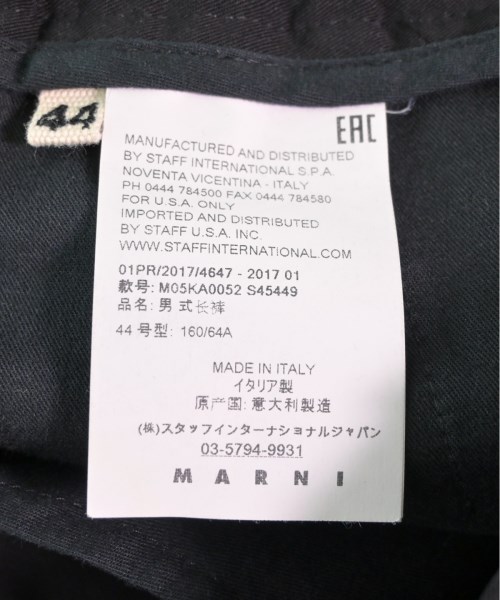 44
EAC
MANUFACTURED AND DISTRIBUTED
BY STAFF INTERNATIONAL S.P.A.
NOVENTA VICENTINA - ITALY
PH 0444 784500 FAX 0444 784580
FOR U.S.A. ONLY
IMPORTED AND DISTRIBUTED
BY STAFF U.S.A. INC.
WWW.STAFFINTERNATIONAL.COM
01PR/2017/4647 - 2017 01
款号: M05KA0052 S45449
品名: 男式长裤
44 号型: 160/64A
MADE IN ITALY
イタリア製
原产国: 意大利製造
(株)スタッフインターナショナルジャパン
03-5794-9931
MARNI